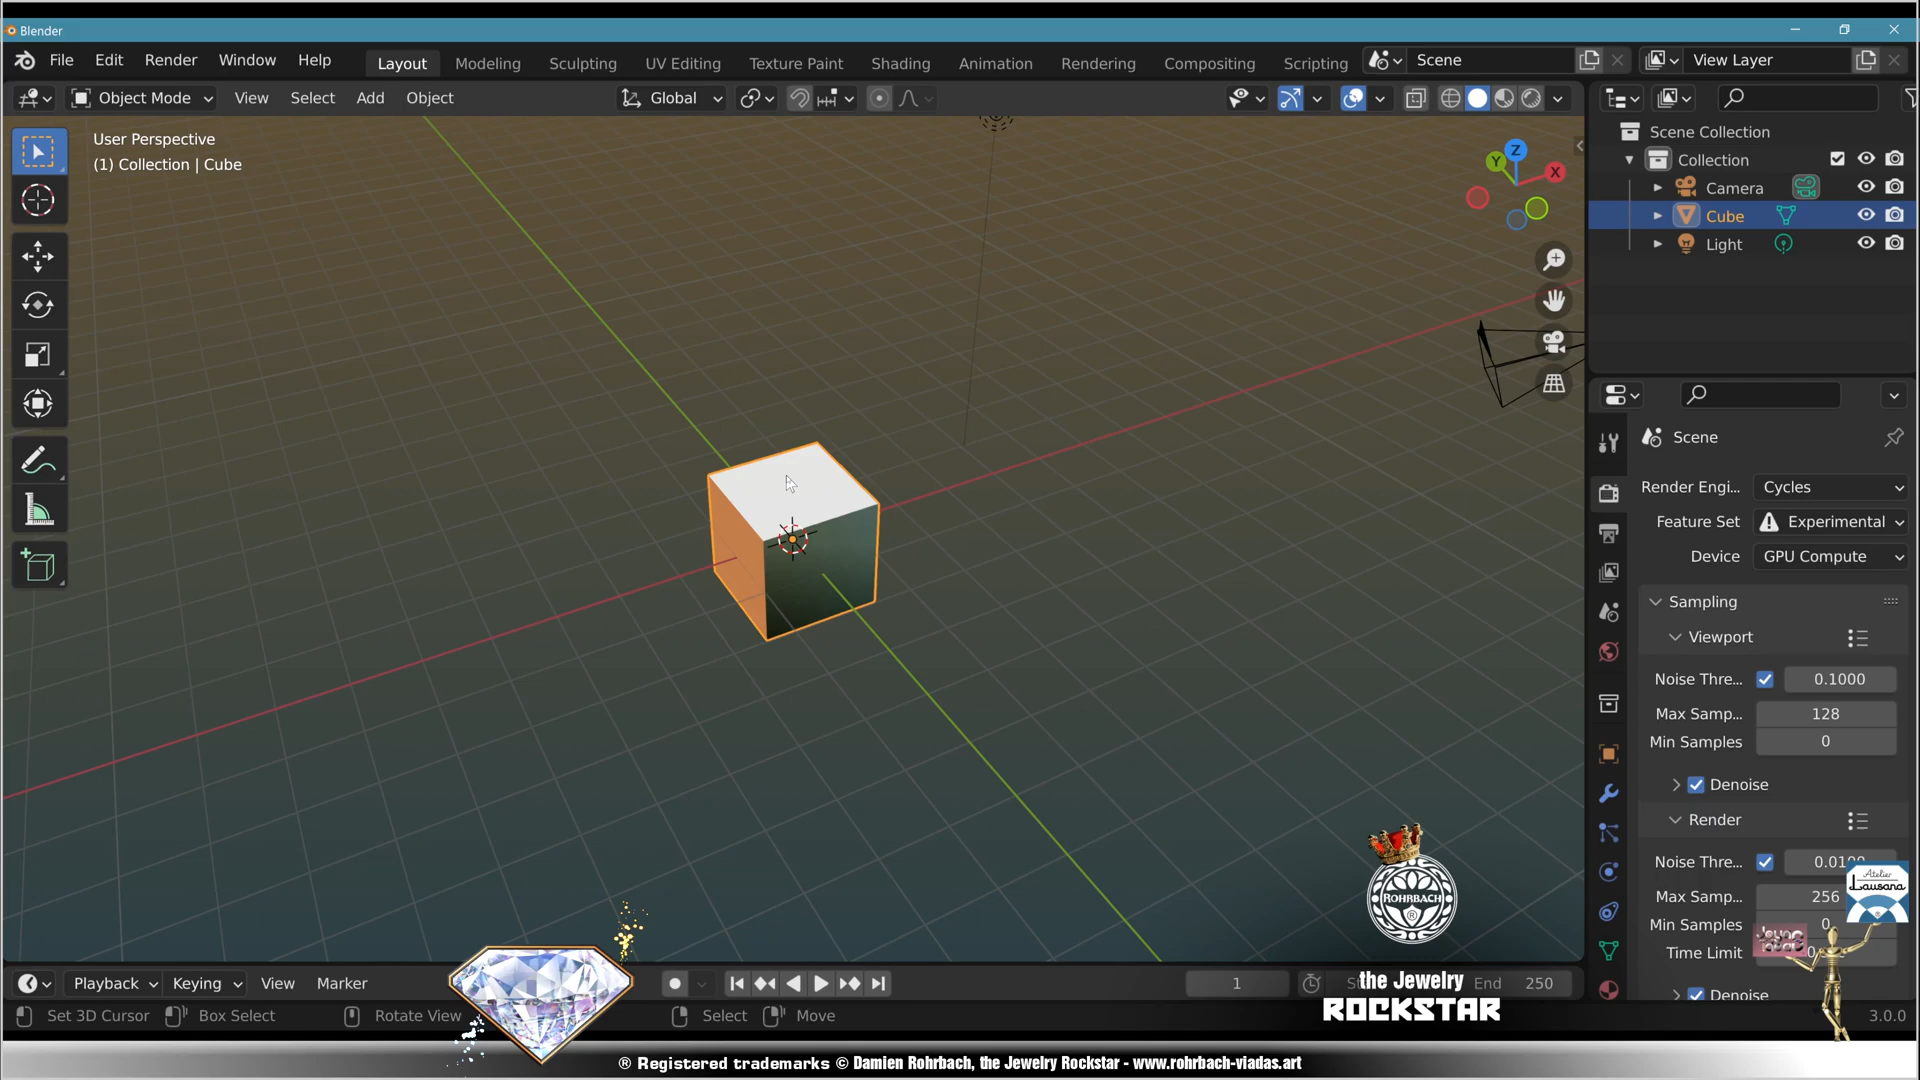 Blender
File Edit Render Window Help Layout Modeling Sculpting UV Editing Texture Paint Shading Animation Rendering Compositing Scripting Scene View Layer
Object Mode View Select Add Object Global
User Perspective
(1) Collection | Cube
Z
Y
X
Scene Collection
Collection
Camera
Cube
Light
Scene
Render Engi... Cycles
Feature Set Experimental
Device GPU Compute
Sampling
Viewport
Noise Thre... 0.1000
Max Samp... 128
Min Samples 0
Denoise
Render
Noise Thre... 0.0100
Max Samp... 256
Min Samples 0
Time Limit
Denoise
Atelier
Lausana
ROHRBACH
®
the Jewelry
ROCKSTAR
Playback Keying View Marker 1 End 250
Set 3D Cursor Box Select Rotate View Select Move 3.0.0
® Registered trademarks © Damien Rohrbach, the Jewelry Rockstar - www.rohrbach-viadas.art